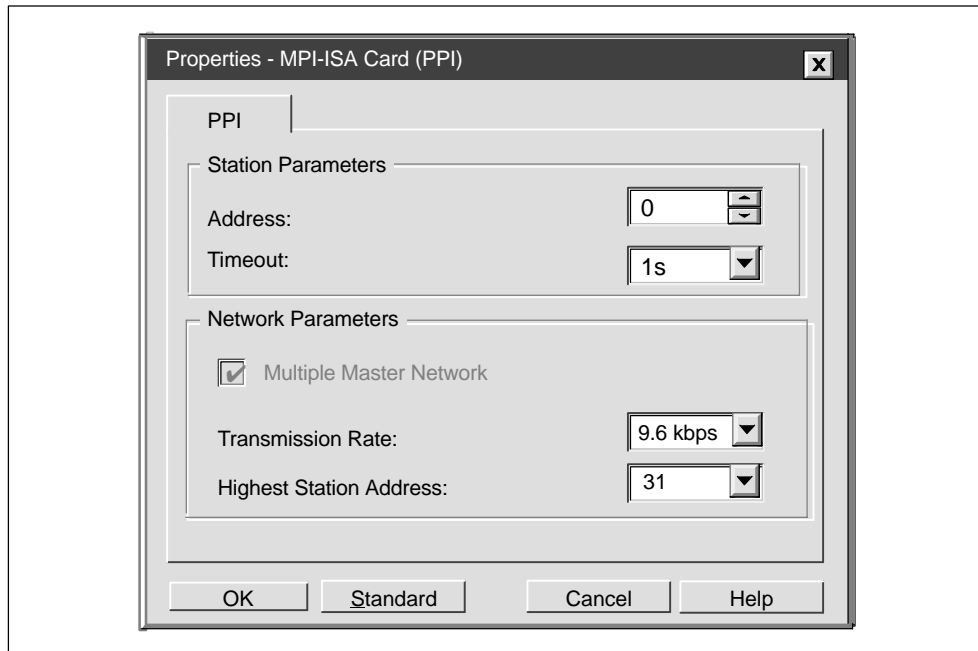 Properties - MPI-ISA Card (PPI)
X
PPI
Station Parameters
Address:
0
Timeout:
1s
Network Parameters
Multiple Master Network
Transmission Rate:
9.6 kbps
Highest Station Address:
31
OK
Standard
Cancel
Help